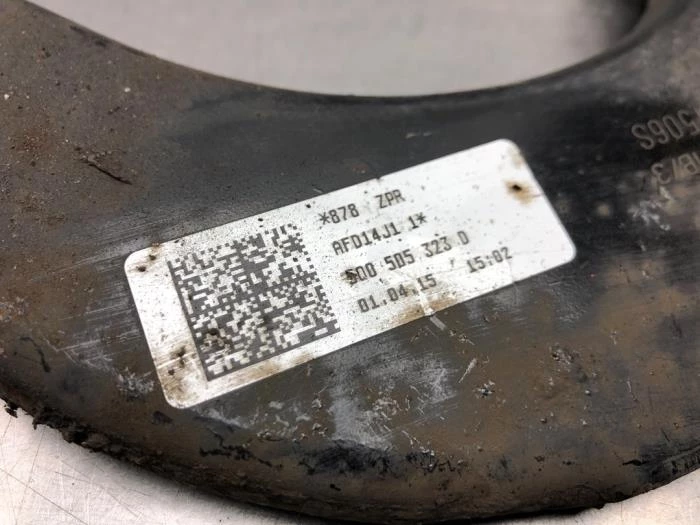 *878 ZPR
AFD14J1 1*
5Q0 505 323 D
01.04.15 15:02